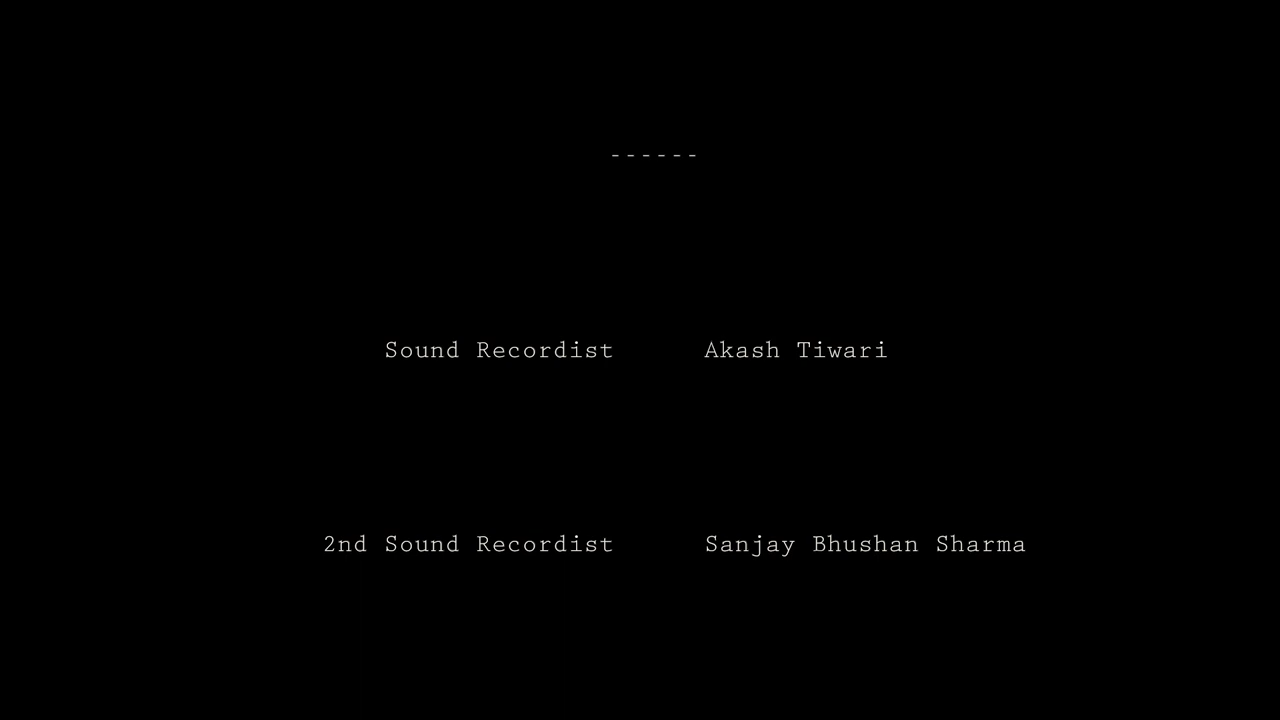 ------
Sound Recordist Akash Tiwari
2nd Sound Recordist Sanjay Bhushan Sharma